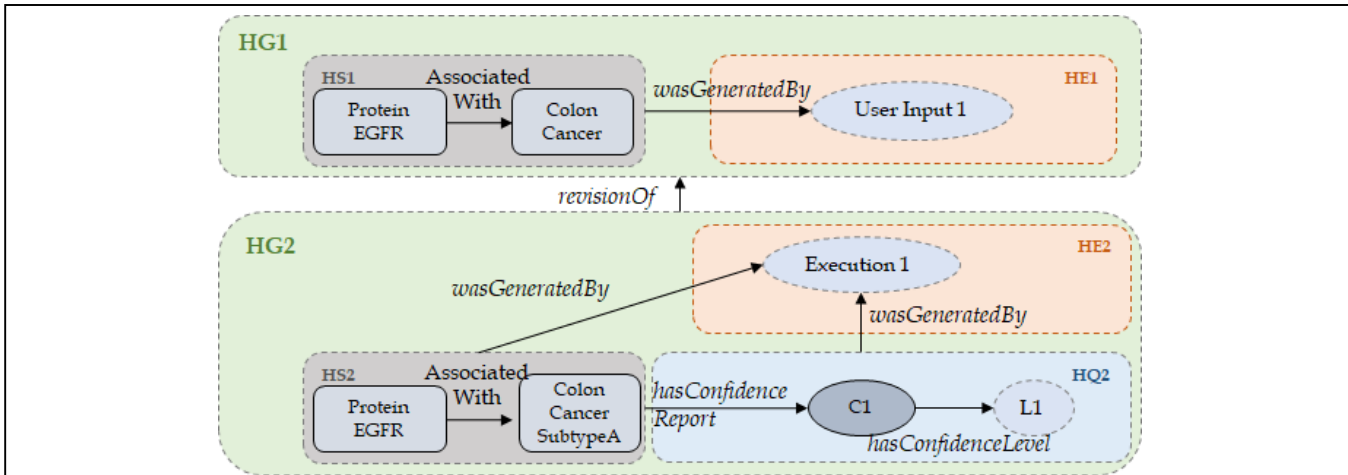 HG1
HS1
Associated
With
Protein
EGFR
Colon
Cancer
wasGeneratedBy
HE1
User Input 1
revisionOf
HG2
HE2
Execution 1
wasGeneratedBy
wasGeneratedBy
HS2
Associated
With
Protein
EGFR
Colon
Cancer
SubtypeA
hasConfidence
Report
HQ2
C1
L1
hasConfidenceLevel